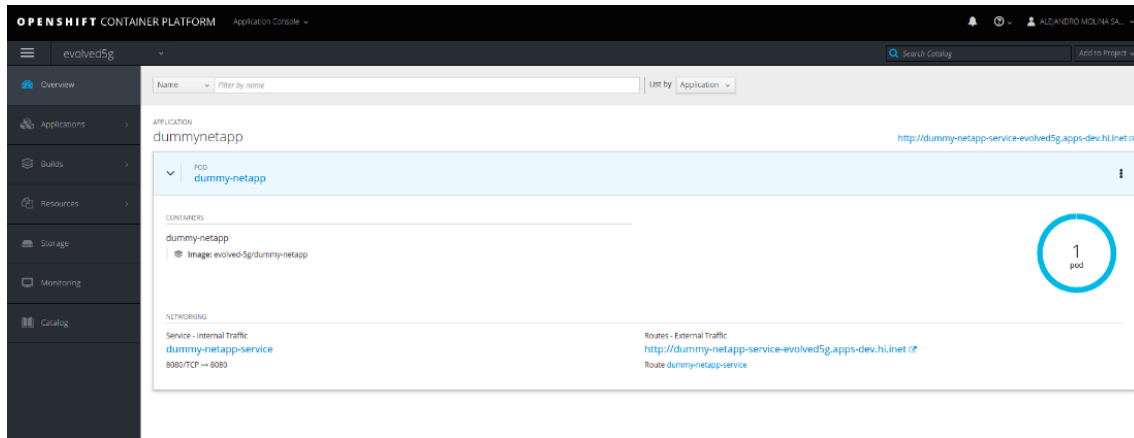 OPENSHIFT CONTAINER PLATFORM Application Console
ALEJANDRO MOLINA SA...
evolved5g
Search Catalog
Add to Project
Overview
Name
Filter by name
List by Application
Applications
APPLICATION
dummynetapp
http://dummy-netapp-service-evolved5g.apps-dev.hi.inet
Builds
POD
dummy-netapp
Resources
CONTAINERS
dummy-netapp
Image: evolved-5g/dummy-netapp
1
pod
Storage
Monitoring
Catalog
NETWORKING
Service - Internal Traffic
dummy-netapp-service
8080/TCP → 8080
Routes - External Traffic
http://dummy-netapp-service-evolved5g.apps-dev.hi.inet
Route dummy-netapp-service